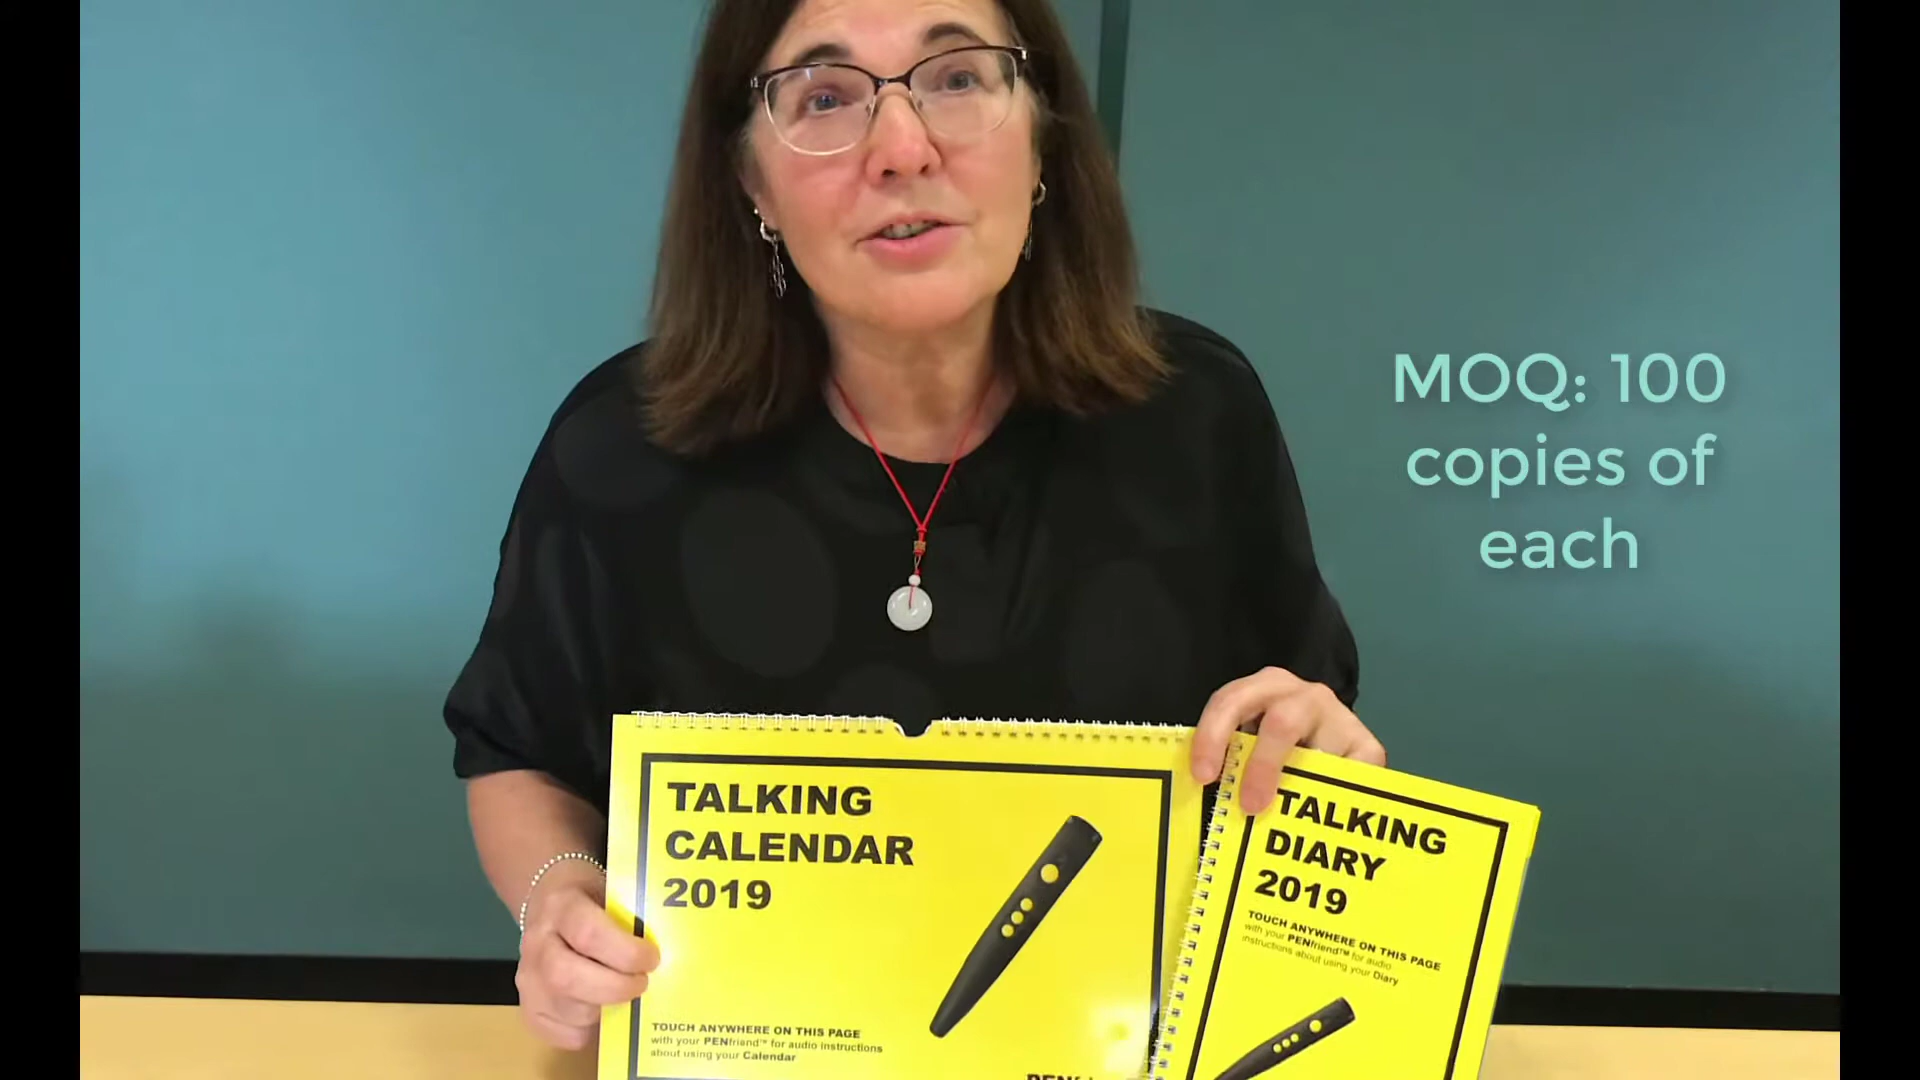 MOQ: 100
copies of
each
TALKING
CALENDAR
2019
TOUCH ANYWHERE ON THIS PAGE
with your PENfriend™ for audio instructions
about using your Calendar
TALKING
DIARY
2019
TOUCH ANYWHERE ON THIS PAGE
with your PENfriend™ for audio
instructions about using your Diary